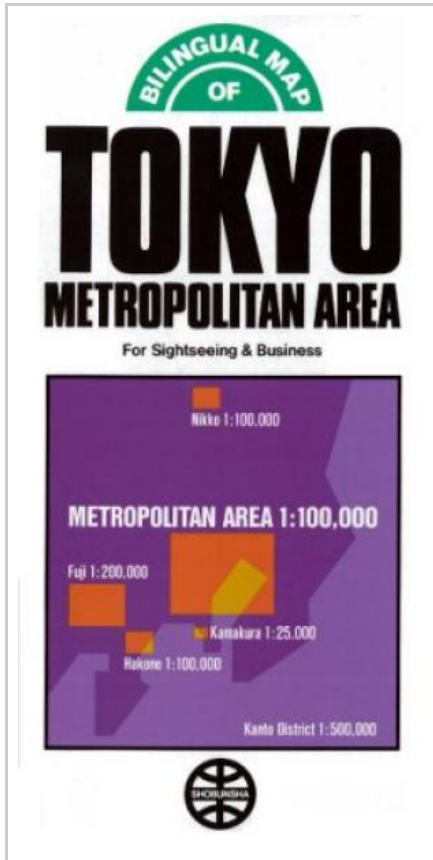 BILINGUAL MAP
OF
TOKYO
METROPOLITAN AREA
For Sightseeing & Business
Nikko 1:100,000
METROPOLITAN AREA 1:100,000
Fuji 1:200,000
Kamakura 1:25.000
Hakone 1:100.000
Kanto District 1:500,000
SHOBUNSHA